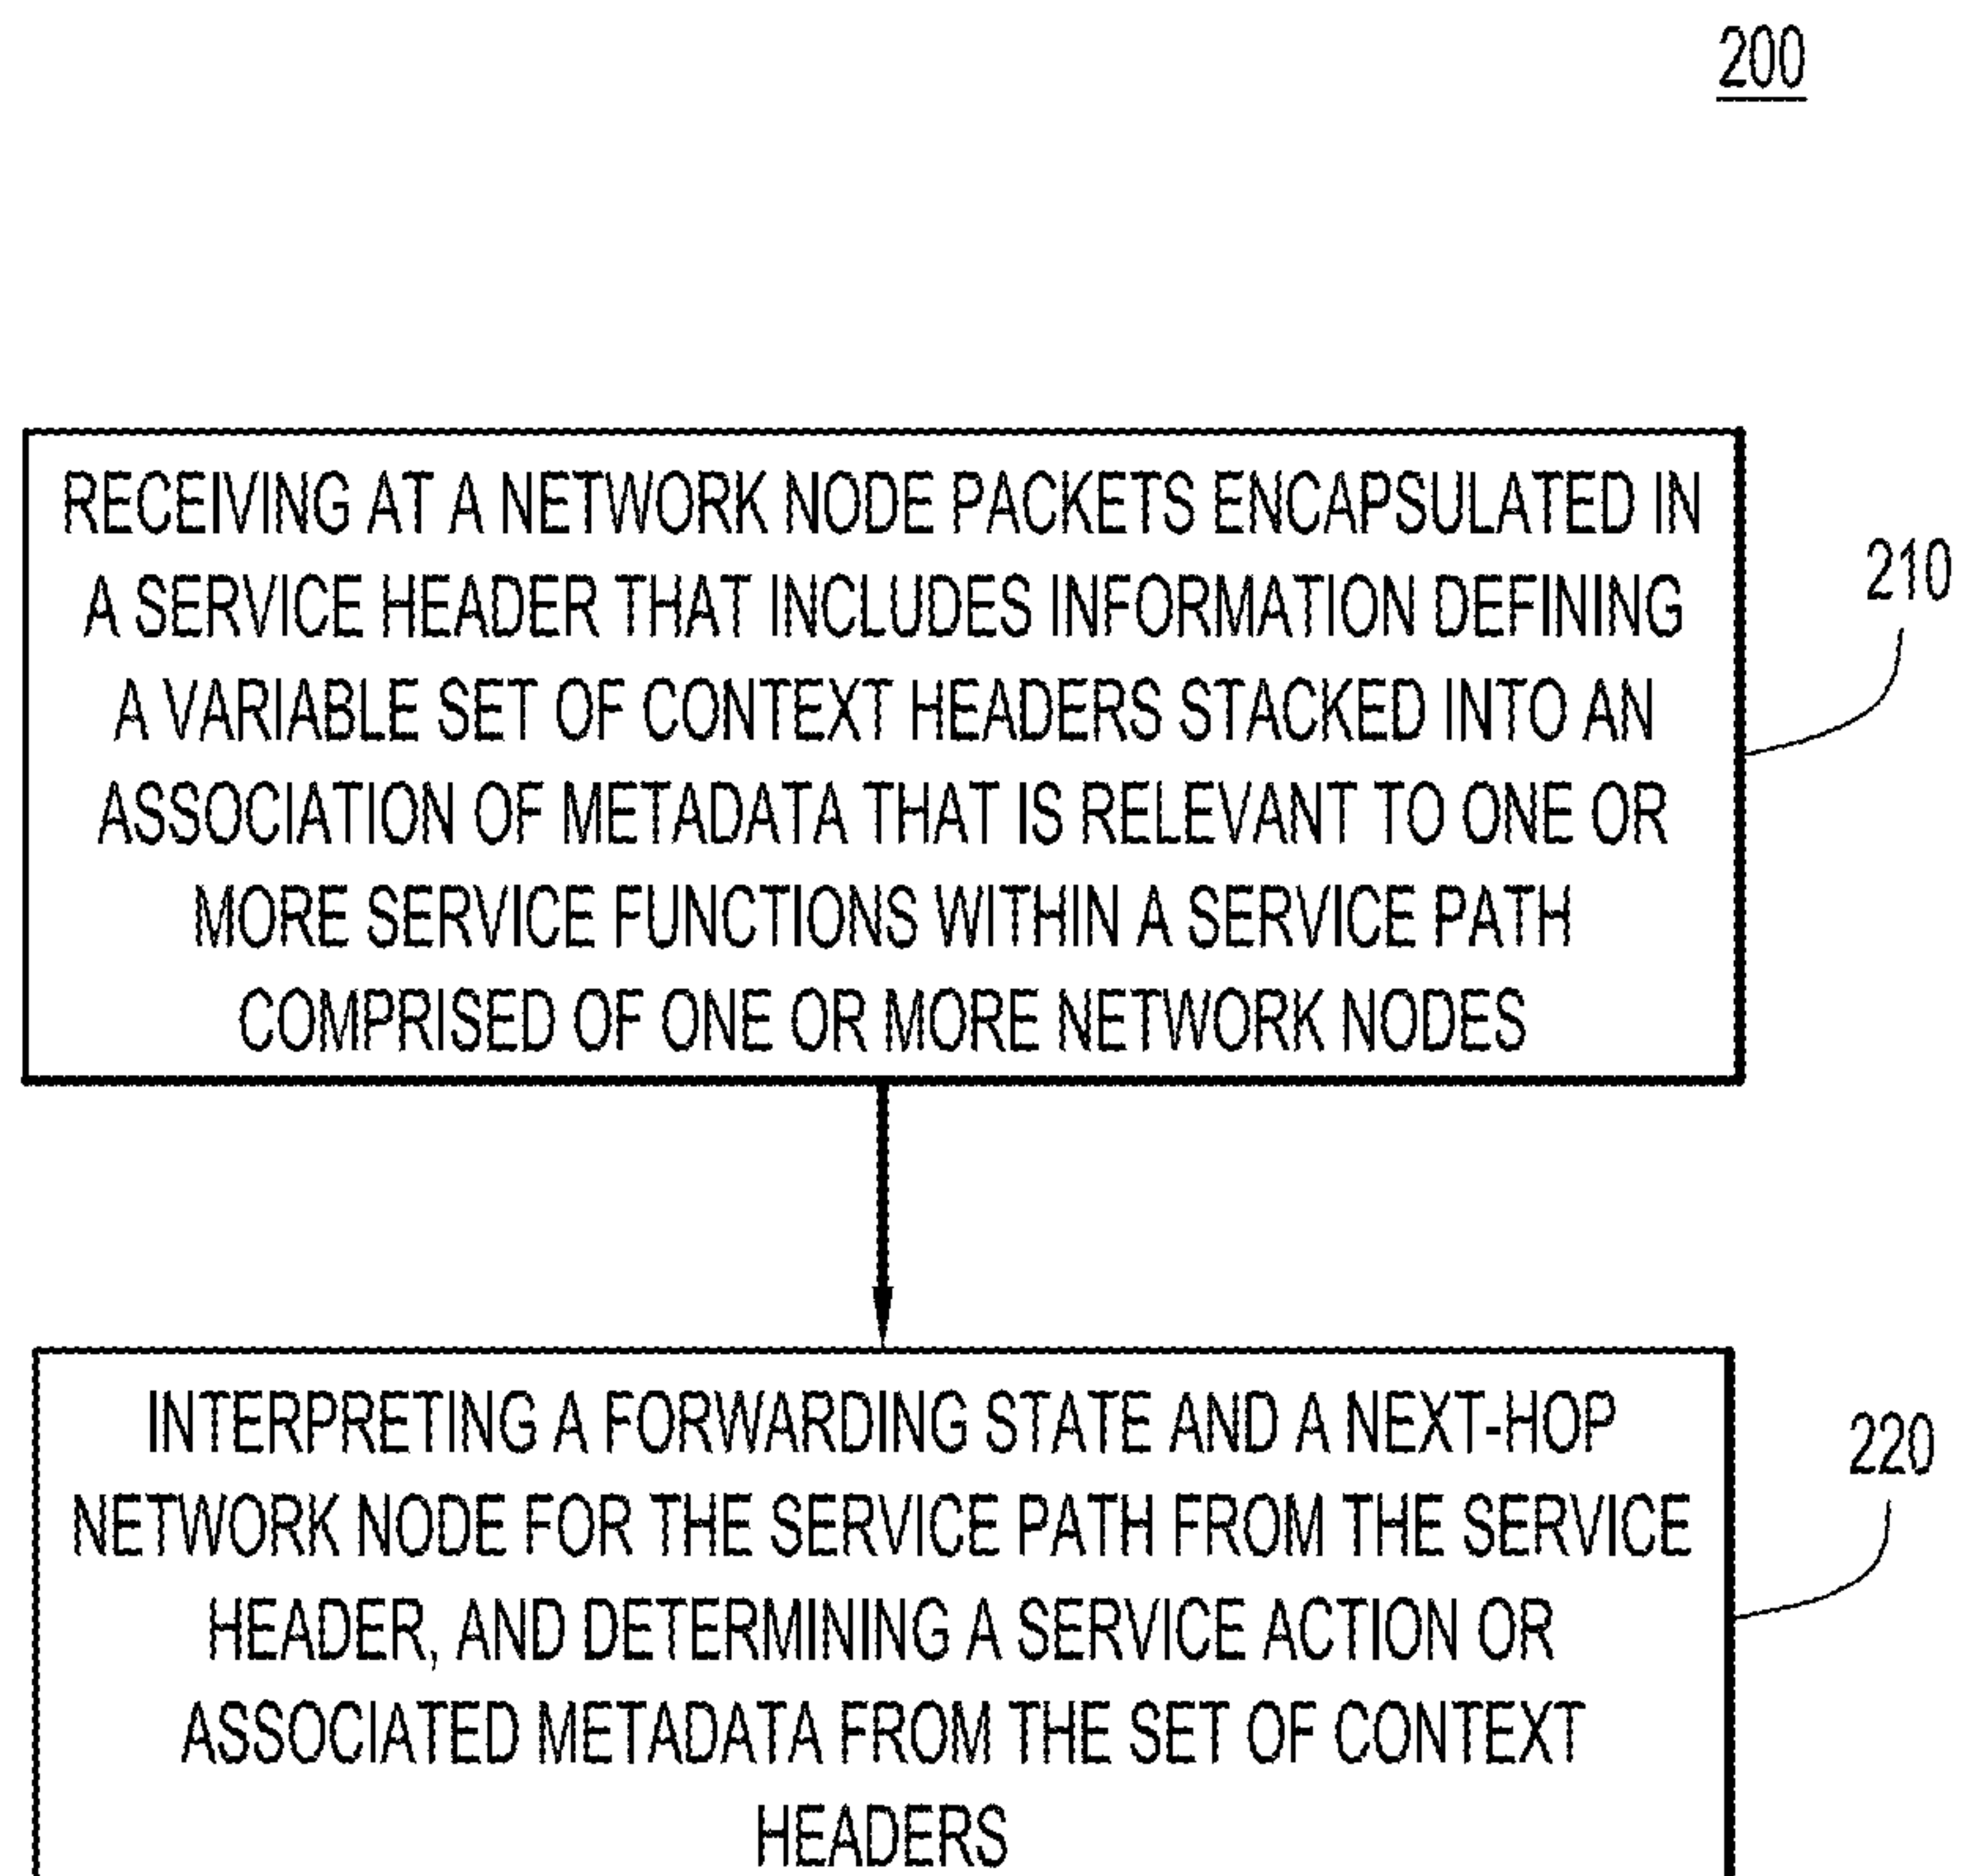 200
RECEIVING AT A NETWORK NODE PACKETS ENCAPSULATED IN
A SERVICE HEADER THAT INCLUDES INFORMATION DEFINING
A VARIABLE SET OF CONTEXT HEADERS STACKED INTO AN
ASSOCIATION OF METADATA THAT IS RELEVANT TO ONE OR
MORE SERVICE FUNCTIONS WITHIN A SERVICE PATH
COMPRISED OF ONE OR MORE NETWORK NODES
210
INTERPRETING A FORWARDING STATE AND A NEXT-HOP
NETWORK NODE FOR THE SERVICE PATH FROM THE SERVICE
HEADER, AND DETERMINING A SERVICE ACTION OR
ASSOCIATED METADATA FROM THE SET OF CONTEXT
HEADERS
220